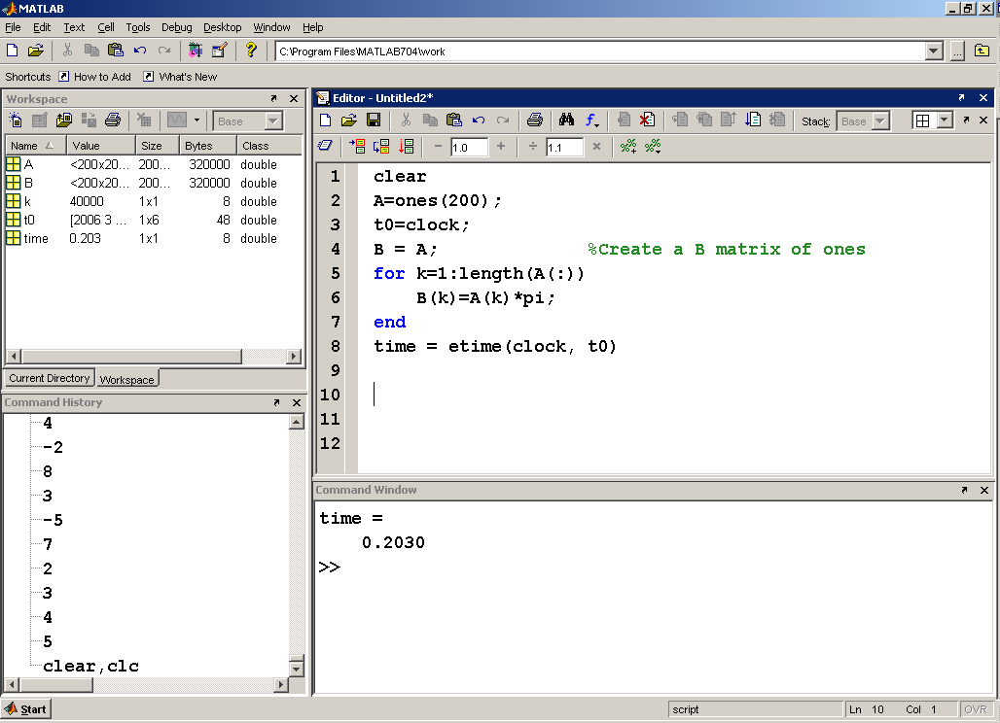 MATLAB
File Edit Text Cell Tools Debug Desktop Window Help
C:\Program Files\MATLAB704\work
...
Shortcuts How to Add What's New
Workspace
Base
Name Value Size Bytes Class
A <200x20... 200... 320000 double
B <200x20... 200... 320000 double
k 40000 1x1 8 double
t0 [2006 3 ... 1x6 48 double
time 0.203 1x1 8 double
Current Directory Workspace
Command History
4
-2
8
3
-5
7
2
3
4
5
clear,clc
Editor - Untitled2*
Stack: Base
1.0 1.1
1 clear
2 A=ones(200);
3 t0=clock;
4 B = A; %Create a B matrix of ones
5 for k=1:length(A(:))
6 B(k)=A(k)*pi;
7 end
8 time = etime(clock, t0)
9
10
11
12
Command Window
time =
0.2030
>>
Start script Ln 10 Col 1 OVR